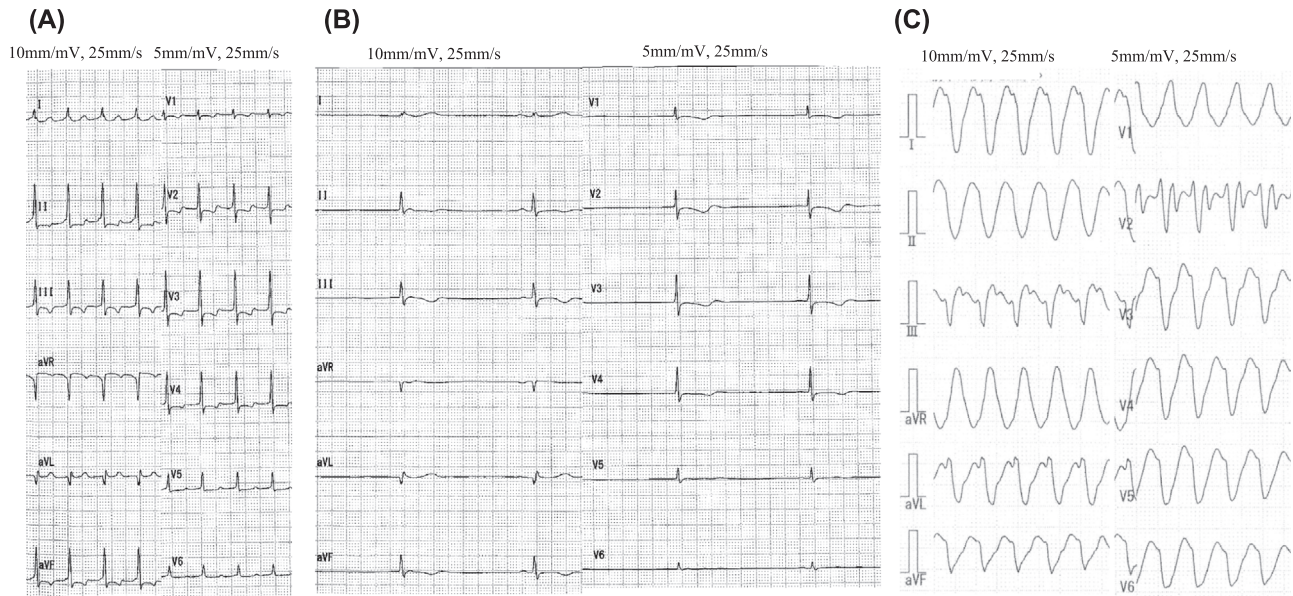 (A)
(B)
(C)
10mm/mV, 25mm/s
5mm/mV, 25mm/s
10mm/mV, 25mm/s
5mm/mV, 25mm/s
10mm/mV, 25mm/s
5mm/mV, 25mm/s
I
II
III
aVR
aVL
aVF
V1
V2
V3
V4
V5
V6
I
II
III
aVR
aVL
aVF
V1
V2
V3
V4
V5
V6
I
II
III
aVR
aVL
aVF
V1
V2
V3
V4
V5
V6